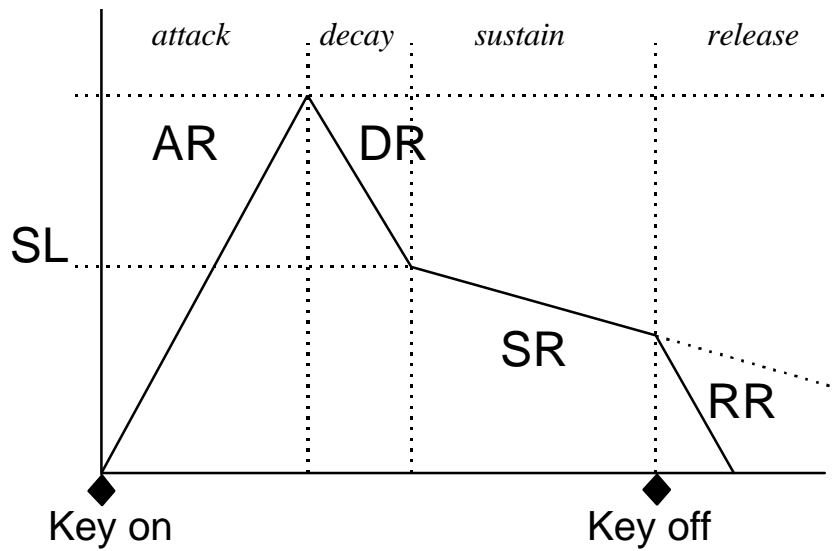 attack decay sustain release
AR DR
SL
SR
RR
Key on Key off